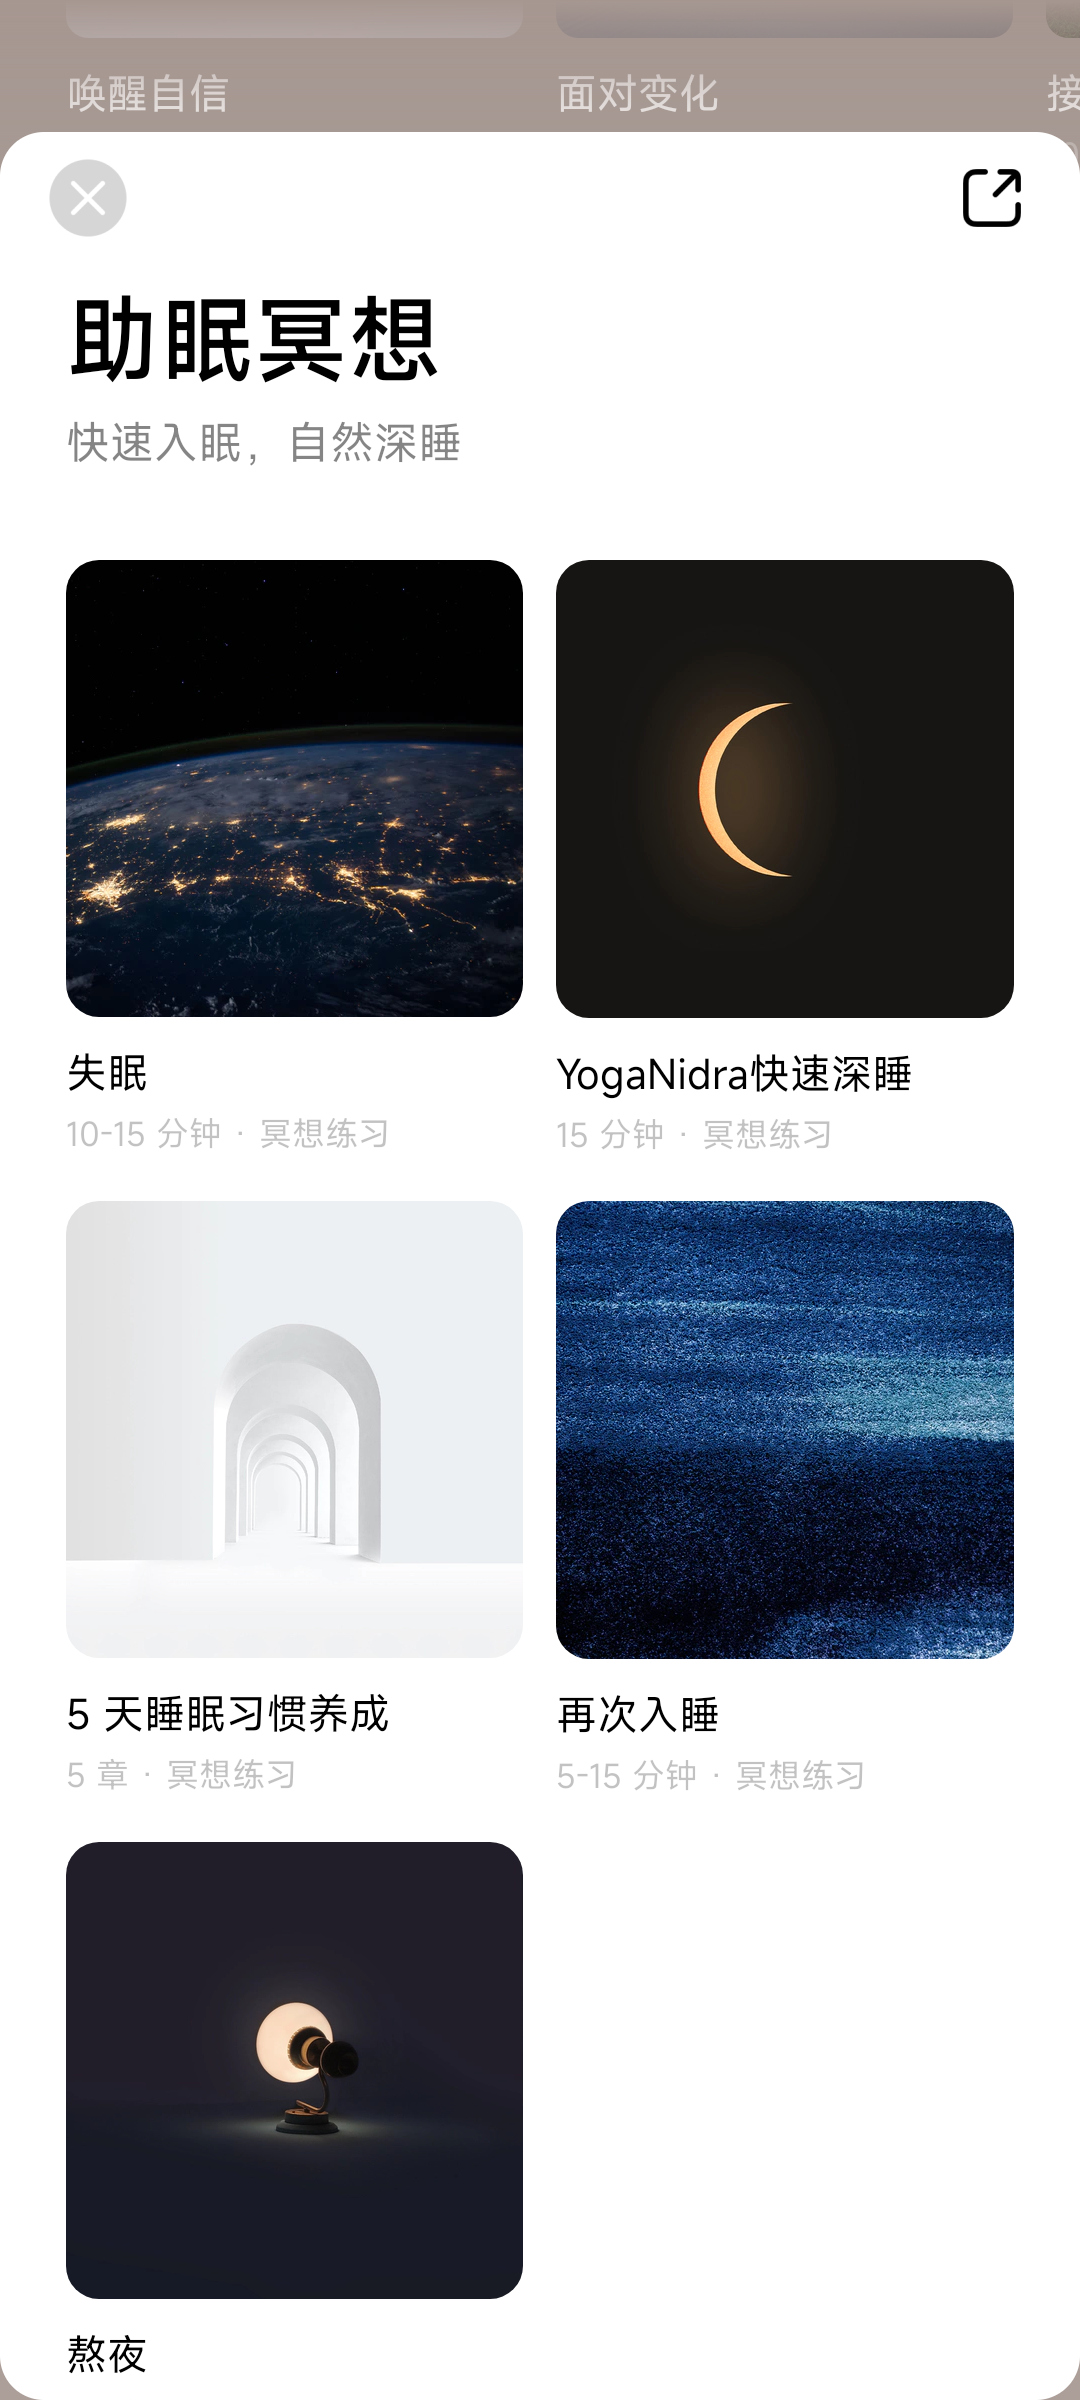 唤醒自信
面对变化
接
助眠冥想
快速入眠，自然深睡
失眠
10-15 分钟 · 冥想练习
YogaNidra快速深睡
15 分钟 · 冥想练习
5 天睡眠习惯养成
5 章 · 冥想练习
再次入睡
5-15 分钟 · 冥想练习
熬夜